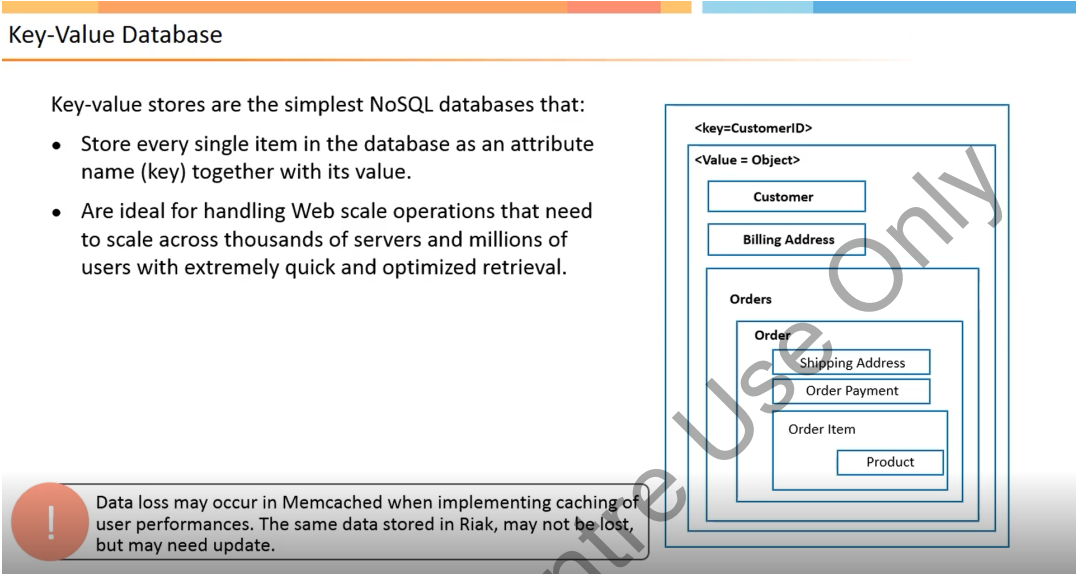 Key-Value Database
Key-value stores are the simplest NoSQL databases that:
• Store every single item in the database as an attribute
name (key) together with its value.
• Are ideal for handling Web scale operations that need
to scale across thousands of servers and millions of
users with extremely quick and optimized retrieval.
<key=CustomerID>
<Value = Object>
Customer
Billing Address
Orders
Order
Shipping Address
Order Payment
Order Item
Product
!
Data loss may occur in Memcached when implementing caching of
user performances. The same data stored in Riak, may not be lost,
but may need update.
Use Only